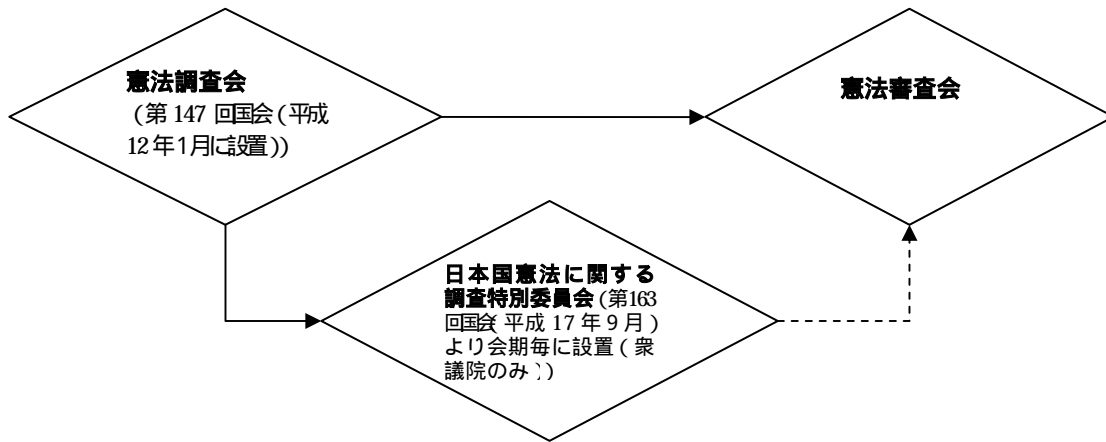 憲法調査会
(第 147 回国会(平成
12年1月に設置))
憲法審査会
日本国憲法に関する
調査特別委員会(第163
回国会(平成 17 年 9 月)
より会期毎に設置(衆
議院のみ))